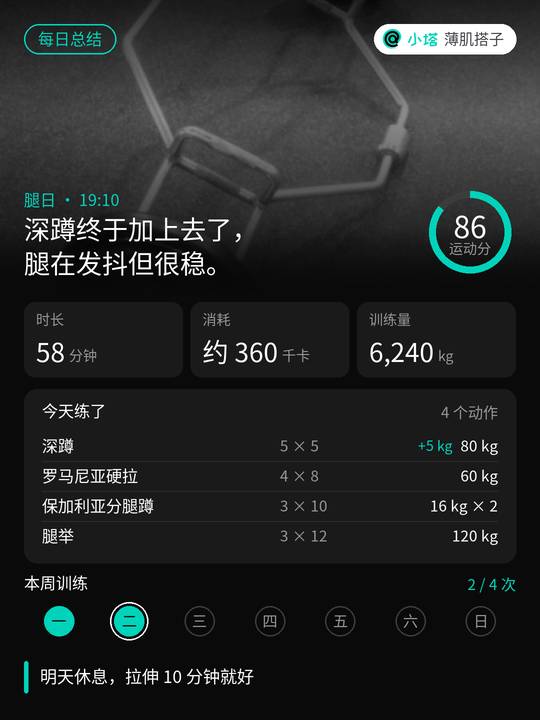 每日总结
小塔 薄肌搭子
腿日 · 19:10
深蹲终于加上去了，
腿在发抖但很稳。
86
运动分
时长
58 分钟
消耗
约 360 千卡
训练量
6,240 kg
今天练了 4 个动作
深蹲 5 × 5 +5 kg 80 kg
罗马尼亚硬拉 4 × 8 60 kg
保加利亚分腿蹲 3 × 10 16 kg × 2
腿举 3 × 12 120 kg
本周训练 2 / 4 次
一 二 三 四 五 六 日
明天休息，拉伸 10 分钟就好